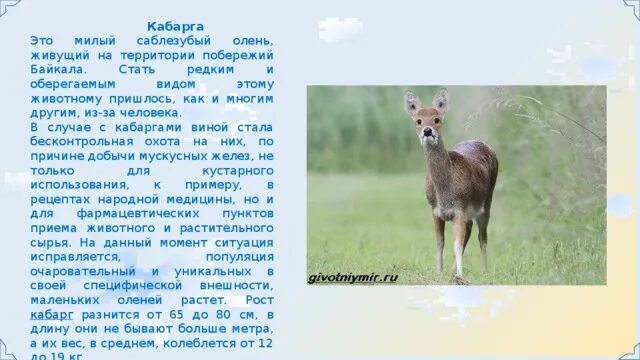 Кабарга
Это милый саблезубый олень,
живущий на территории побережий
Байкала. Стать редким и
оберегаемым видом этому
животному пришлось, как и многим
другим, из-за человека.
В случае с кабаргами виной стала
бесконтрольная охота на них, по
причине добычи мускусных желез, не
только для кустарного
использования, к примеру, в
рецептах народной медицины, но и
для фармацевтических пунктов
приема животного и растительного
сырья. На данный момент ситуация
исправляется, популяция
очаровательный и уникальных в
своей специфической внешности,
маленьких оленей растет. Рост
кабарг разнится от 65 до 80 см, в
длину они не бывают больше метра,
а их вес, в среднем, колеблется от 12
до 19 кг
givotniymir.ru